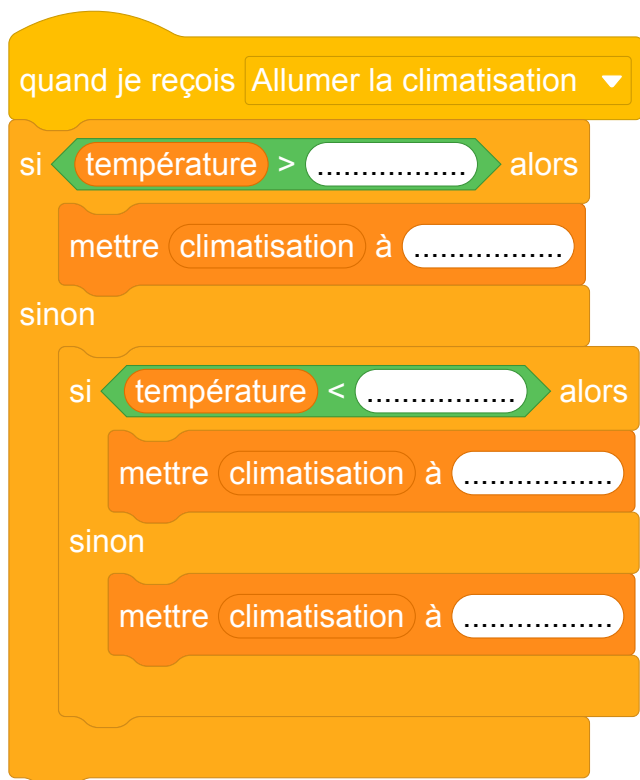 quand je reçois Allumer la climatisation
si température > ................. alors
mettre climatisation à .................
sinon
si température < ................. alors
mettre climatisation à .................
sinon
mettre climatisation à .................